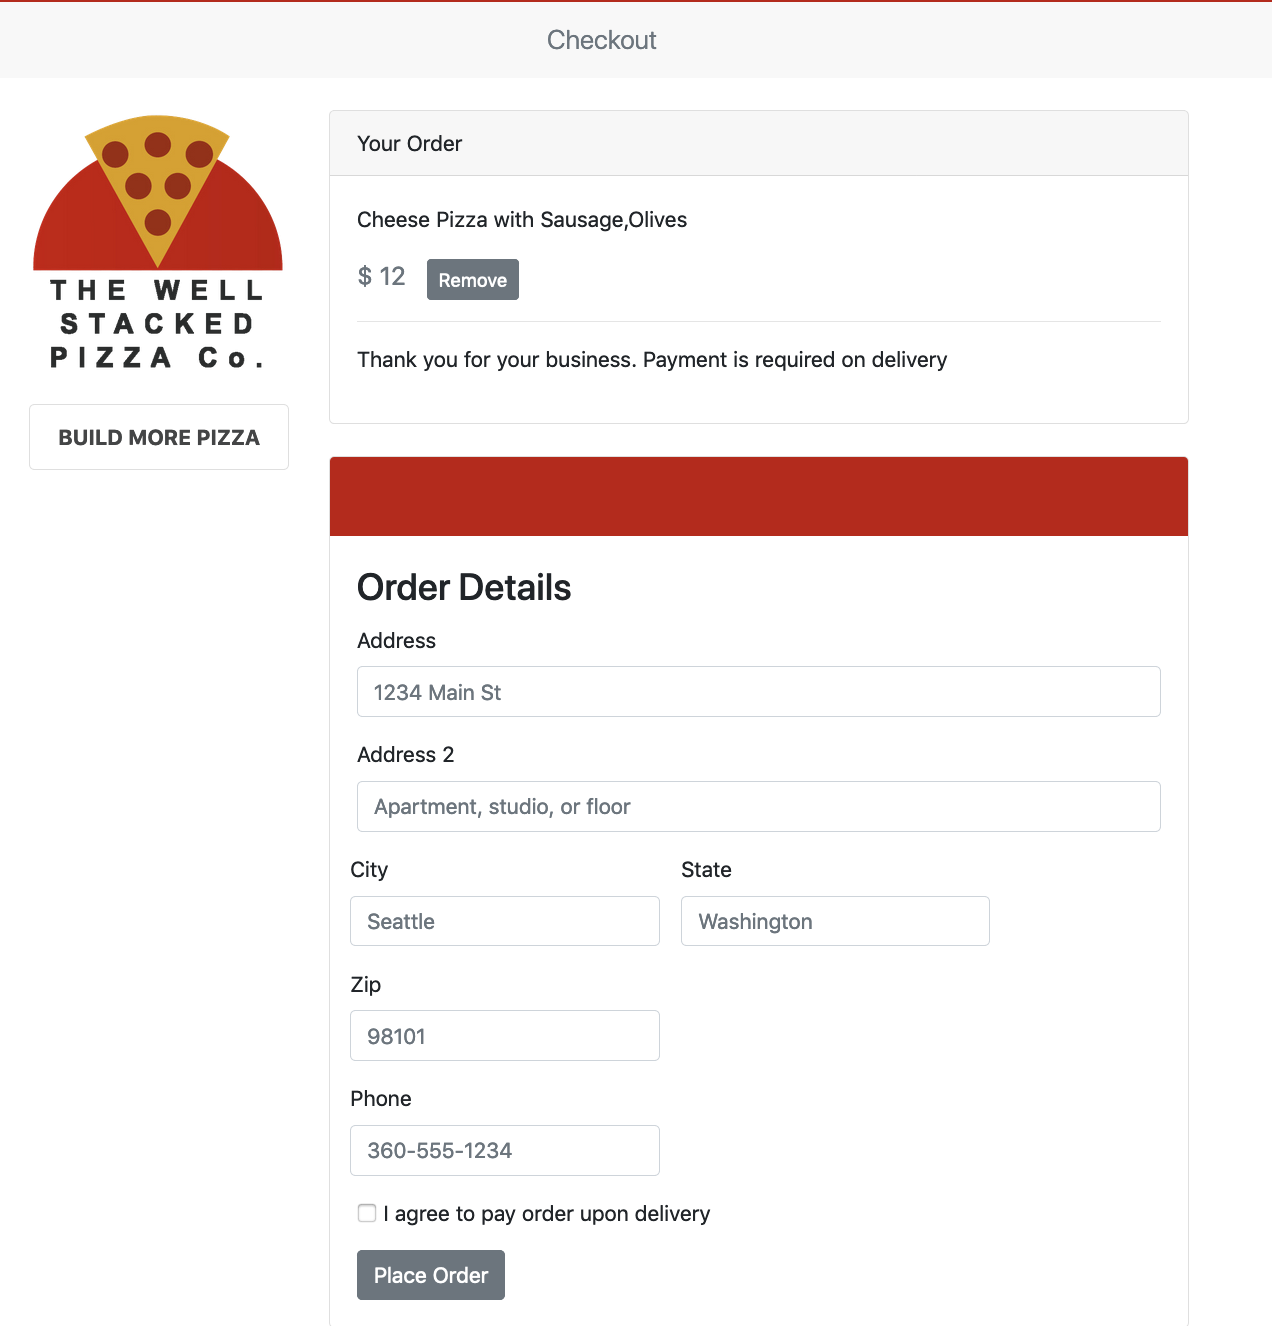 Checkout
THE WELL
STACKED
PIZZA Co.
BUILD MORE PIZZA
Your Order
Cheese Pizza with Sausage,Olives
$ 12 Remove
Thank you for your business. Payment is required on delivery
Order Details
Address
1234 Main St
Address 2
Apartment, studio, or floor
City State
Seattle Washington
Zip
98101
Phone
360-555-1234
I agree to pay order upon delivery
Place Order